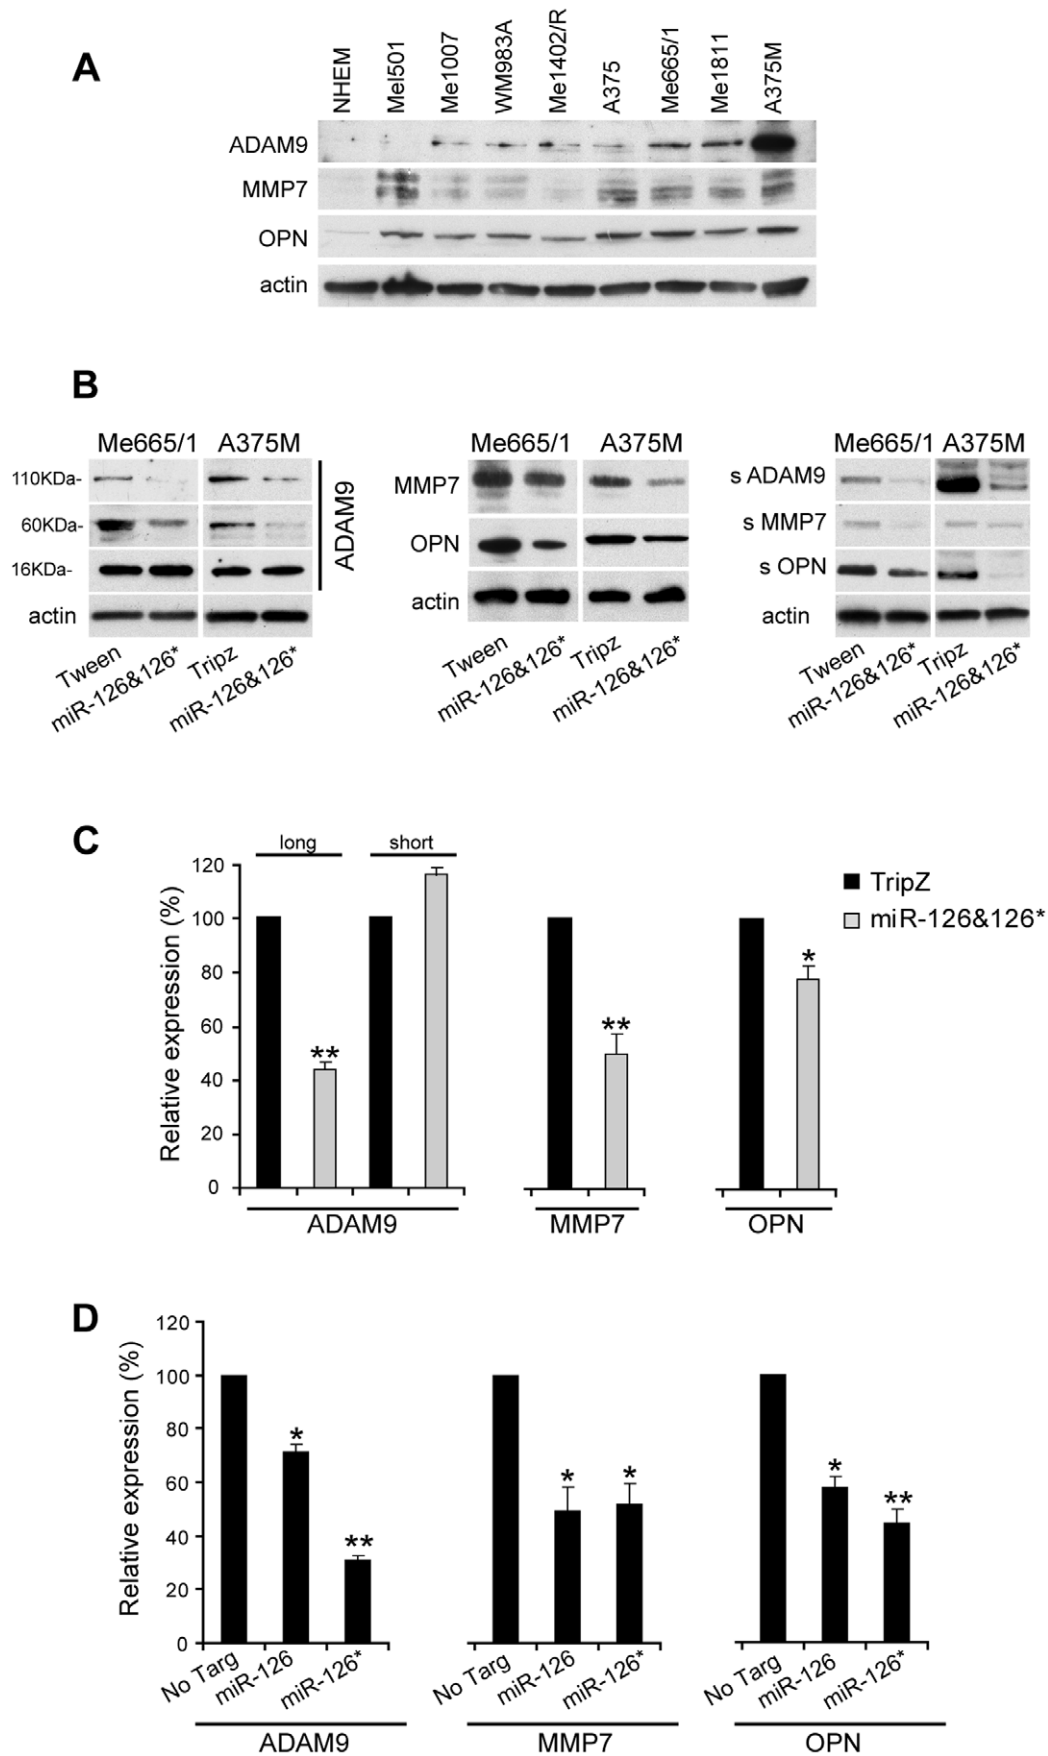 A
NHEM
Mel501
Me1007
WM983A
Me1402/R
A375
Me665/1
Me1811
A375M
ADAM9
MMP7
OPN
actin
B
Me665/1 A375M
110KDa-
60KDa-
16KDa-
actin
ADAM9
Tween
miR-126&126*
Tripz
miR-126&126*
Me665/1 A375M
MMP7
OPN
actin
Tween
miR-126&126*
Tripz
miR-126&126*
Me665/1 A375M
s ADAM9
s MMP7
s OPN
actin
Tween
miR-126&126*
Tripz
miR-126&126*
C
long short
Relative expression (%)
120
100
80
60
40
20
0
**
**
*
TripZ
miR-126&126*
ADAM9 MMP7 OPN
D
Relative expression (%)
120
100
80
60
40
20
0
*
**
*
*
*
**
No Targ miR-126 miR-126*
No Targ miR-126 miR-126*
No Targ miR-126 miR-126*
ADAM9 MMP7 OPN